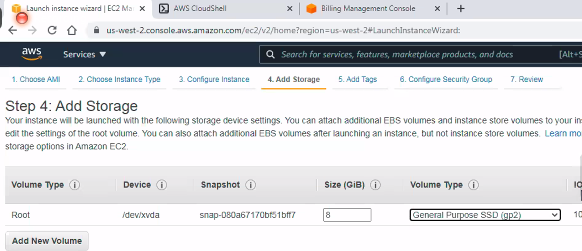 Launch instance wizard | EC2 Ma
AWS CloudShell
Billing Management Console
us-west-2.console.aws.amazon.com/ec2/v2/home?region=us-west-2#LaunchInstanceWizard:
aws Services Search for services, features, marketplace products, and docs [Alt+S
1. Choose AMI 2. Choose Instance Type 3. Configure Instance 4. Add Storage 5. Add Tags 6. Configure Security Group 7. Review
Step 4: Add Storage
Your instance will be launched with the following storage device settings. You can attach additional EBS volumes and instance store volumes to your ins
edit the settings of the root volume. You can also attach additional EBS volumes after launching an instance, but not instance store volumes. Learn mo
storage options in Amazon EC2.
Volume Type Device Snapshot Size (GiB) Volume Type IO
Root /dev/xvda snap-080a67170bf51bff7 8 General Purpose SSD (gp2) 10
Add New Volume